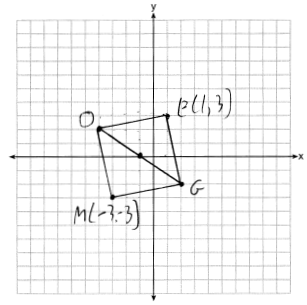 y
P(1,3)
O
x
G
M(-3,-3)